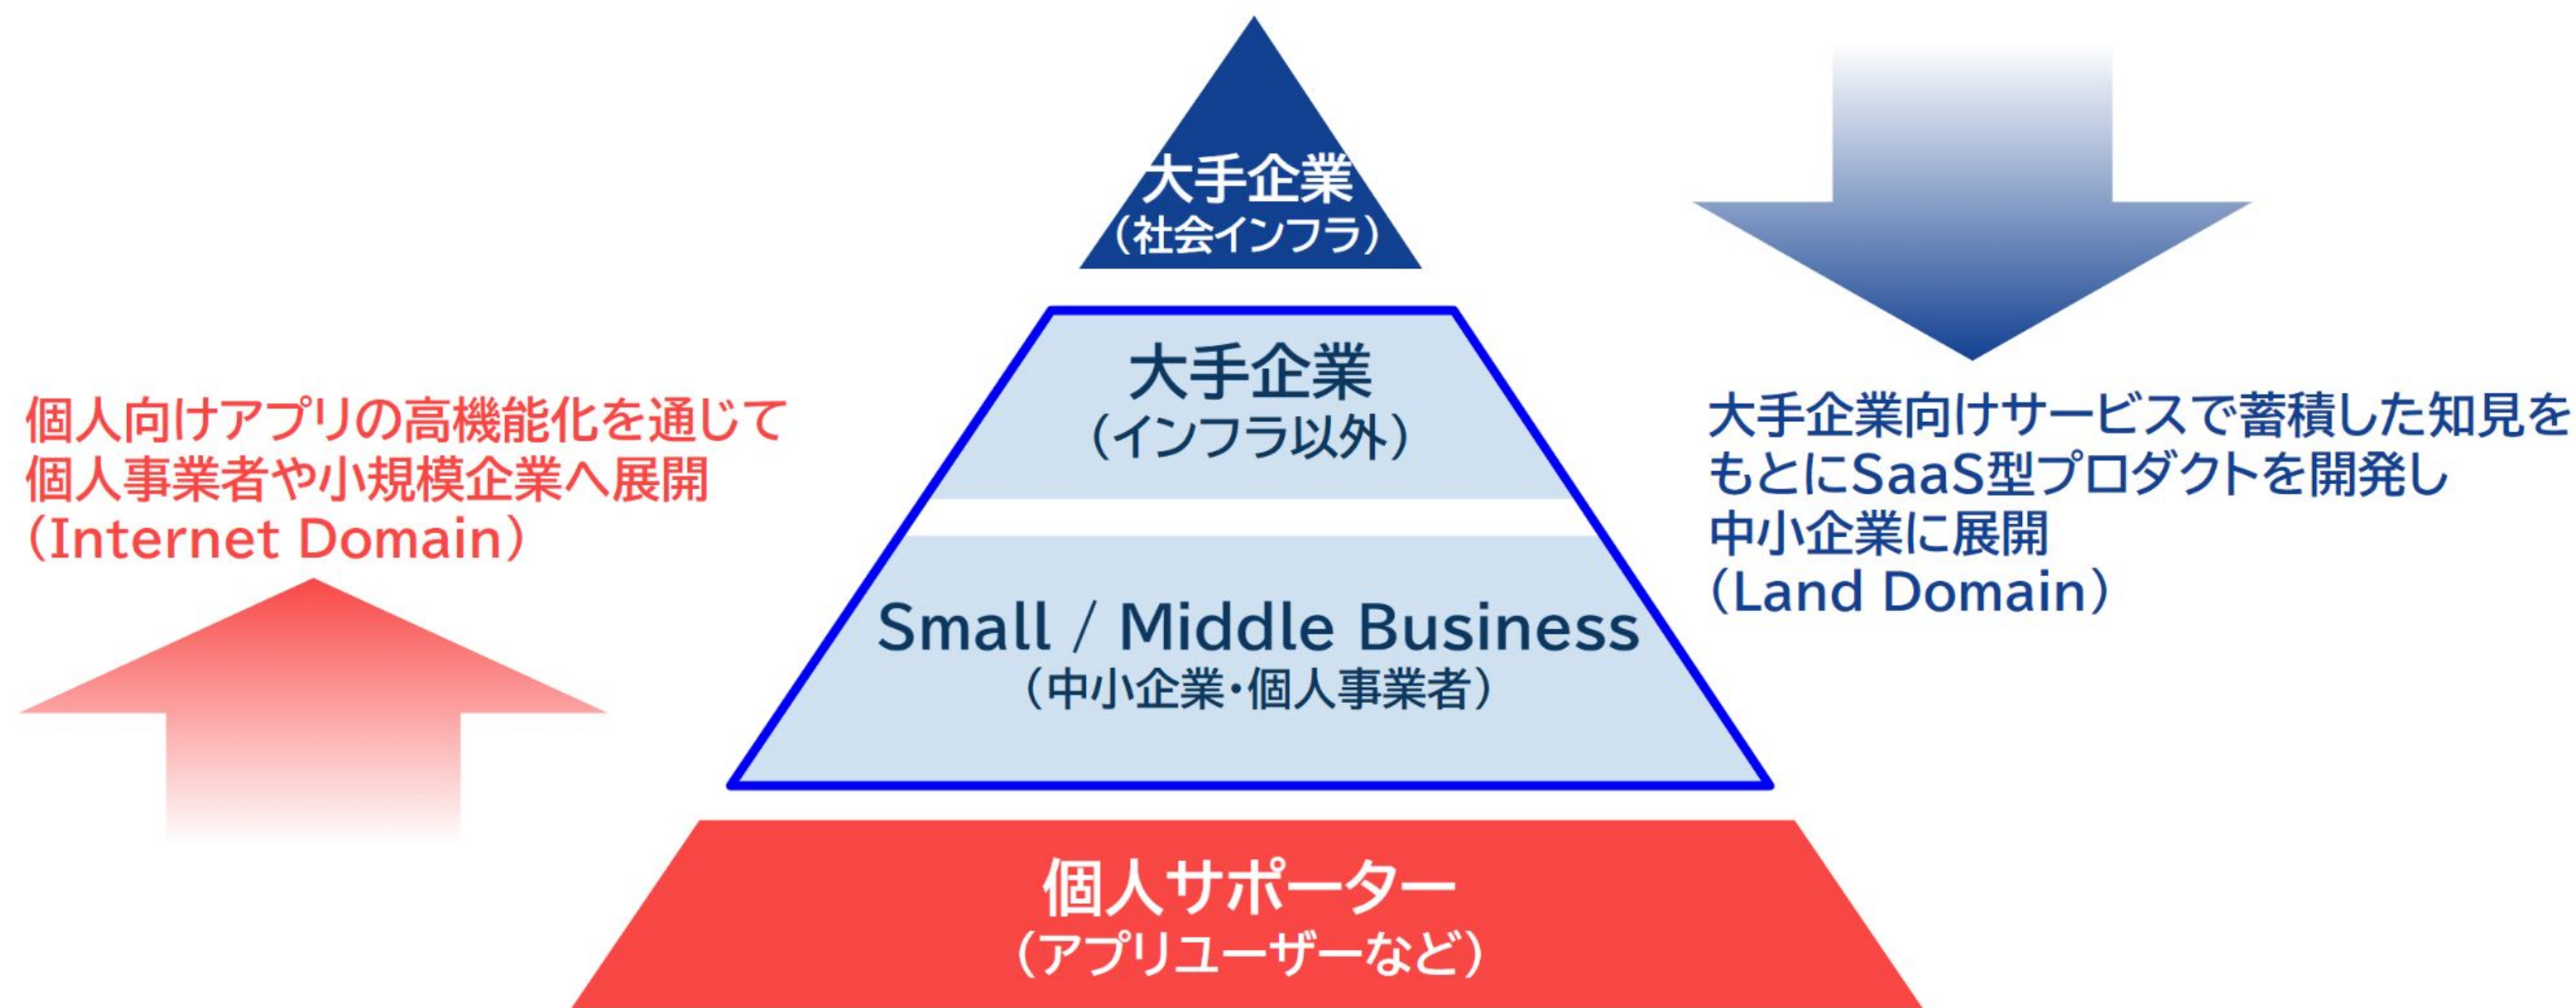 大手企業
（社会インフラ）
大手企業
（インフラ以外）
Small / Middle Business
（中小企業・個人事業者）
個人サポーター
（アプリユーザーなど）
個人向けアプリの高機能化を通じて
個人事業者や小規模企業へ展開
（Internet Domain）
大手企業向けサービスで蓄積した知見を
もとにSaaS型プロダクトを開発し
中小企業に展開
（Land Domain）